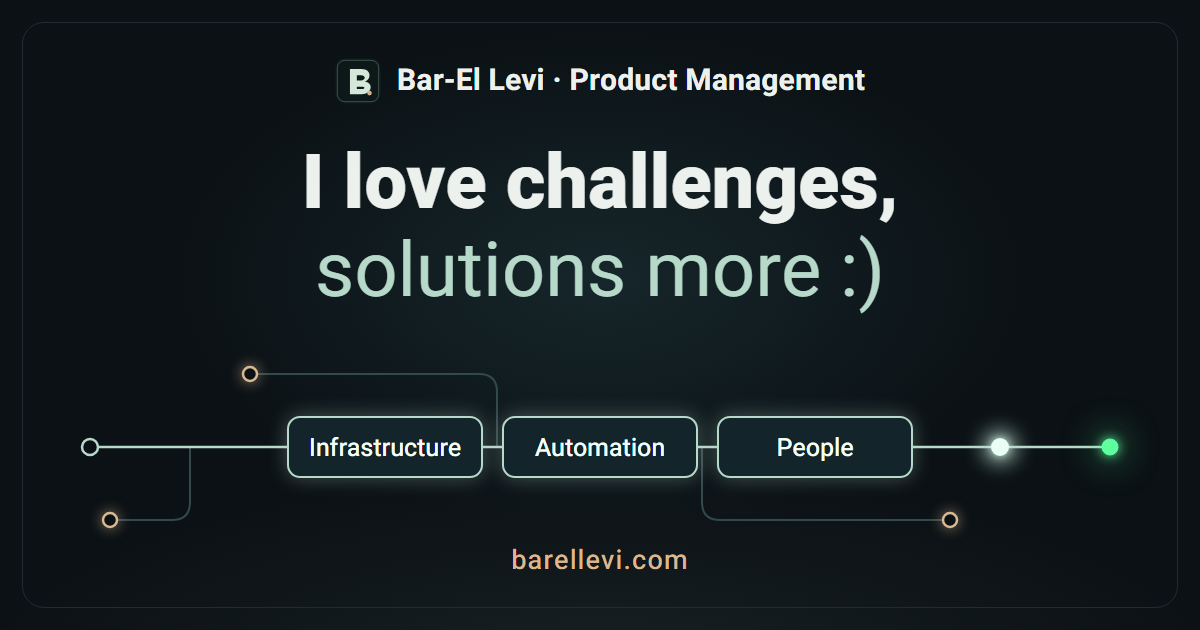 B.
Bar-El Levi · Product Management
I love challenges,
solutions more :)
Infrastructure
Automation
People
barellevi.com